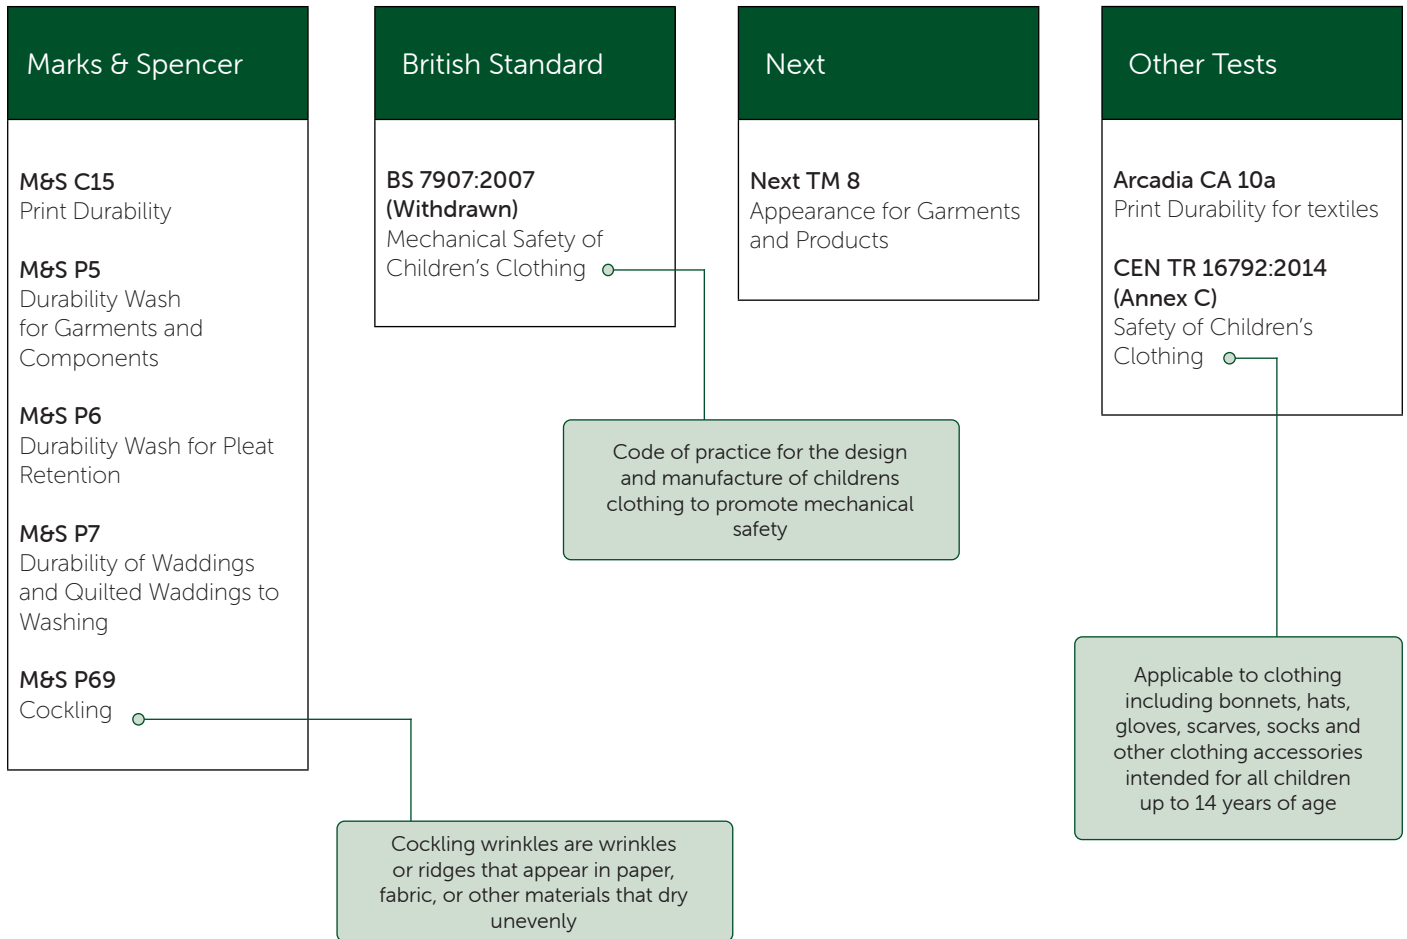 Marks & Spencer
M&S C15
Print Durability
M&S P5
Durability Wash
for Garments and
Components
M&S P6
Durability Wash for Pleat
Retention
M&S P7
Durability of Waddings
and Quilted Waddings to
Washing
M&S P69
Cockling
Cockling wrinkles are wrinkles
or ridges that appear in paper,
fabric, or other materials that dry
unevenly
British Standard
BS 7907:2007
(Withdrawn)
Mechanical Safety of
Children’s Clothing
Code of practice for the design
and manufacture of childrens
clothing to promote mechanical
safety
Next
Next TM 8
Appearance for Garments
and Products
Other Tests
Arcadia CA 10a
Print Durability for textiles
CEN TR 16792:2014
(Annex C)
Safety of Children’s
Clothing
Applicable to clothing
including bonnets, hats,
gloves, scarves, socks and
other clothing accessories
intended for all children
up to 14 years of age